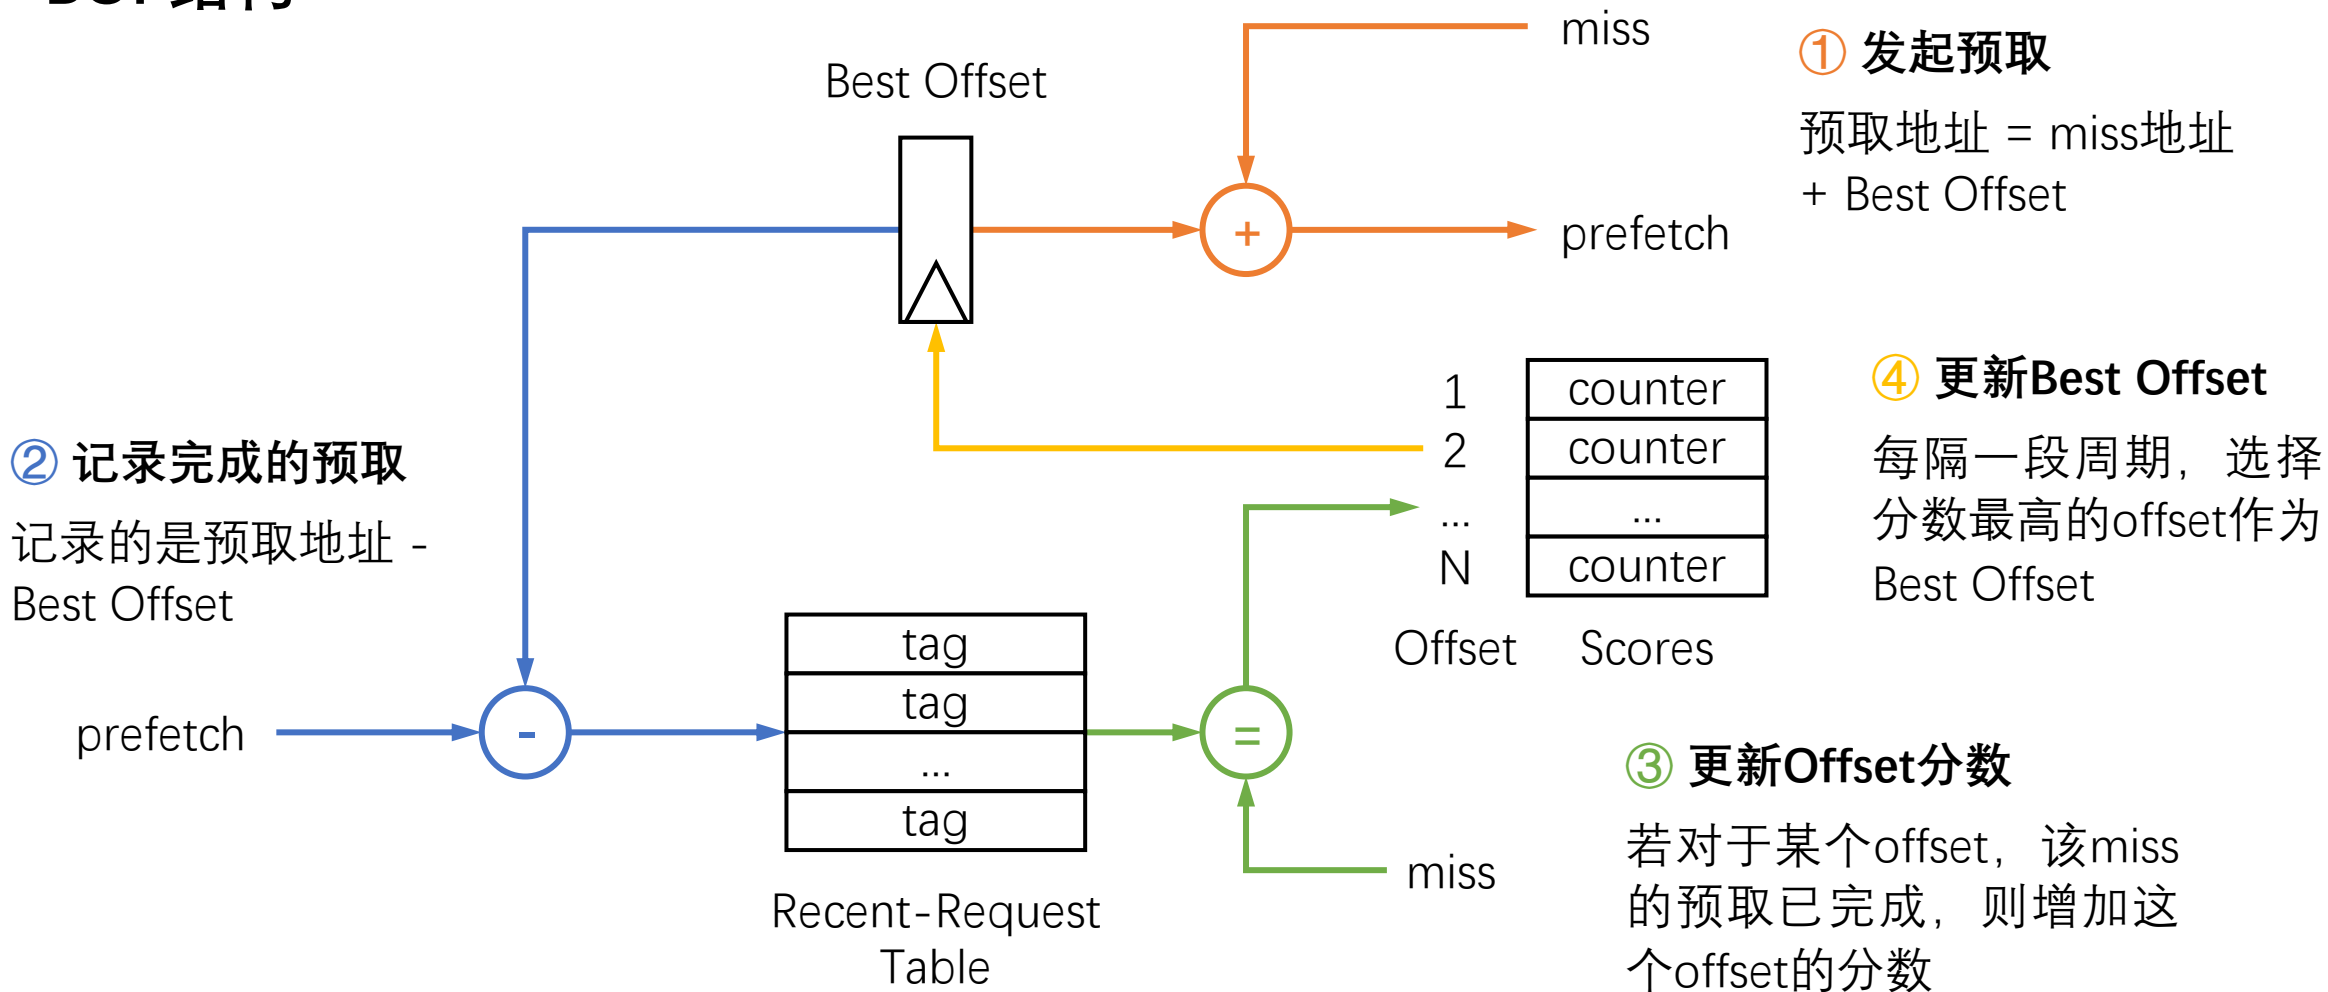 miss
① 发起预取
Best Offset
预取地址 = miss地址
+ Best Offset
+
prefetch
1 counter
2 counter
... ...
N counter
Offset Scores
④ 更新Best Offset
每隔一段周期，选择
分数最高的offset作为
Best Offset
② 记录完成的预取
记录的是预取地址 -
Best Offset
prefetch
-
tag
tag
...
tag
Recent-Request
Table
=
miss
③ 更新Offset分数
若对于某个offset，该miss
的预取已完成，则增加这
个offset的分数